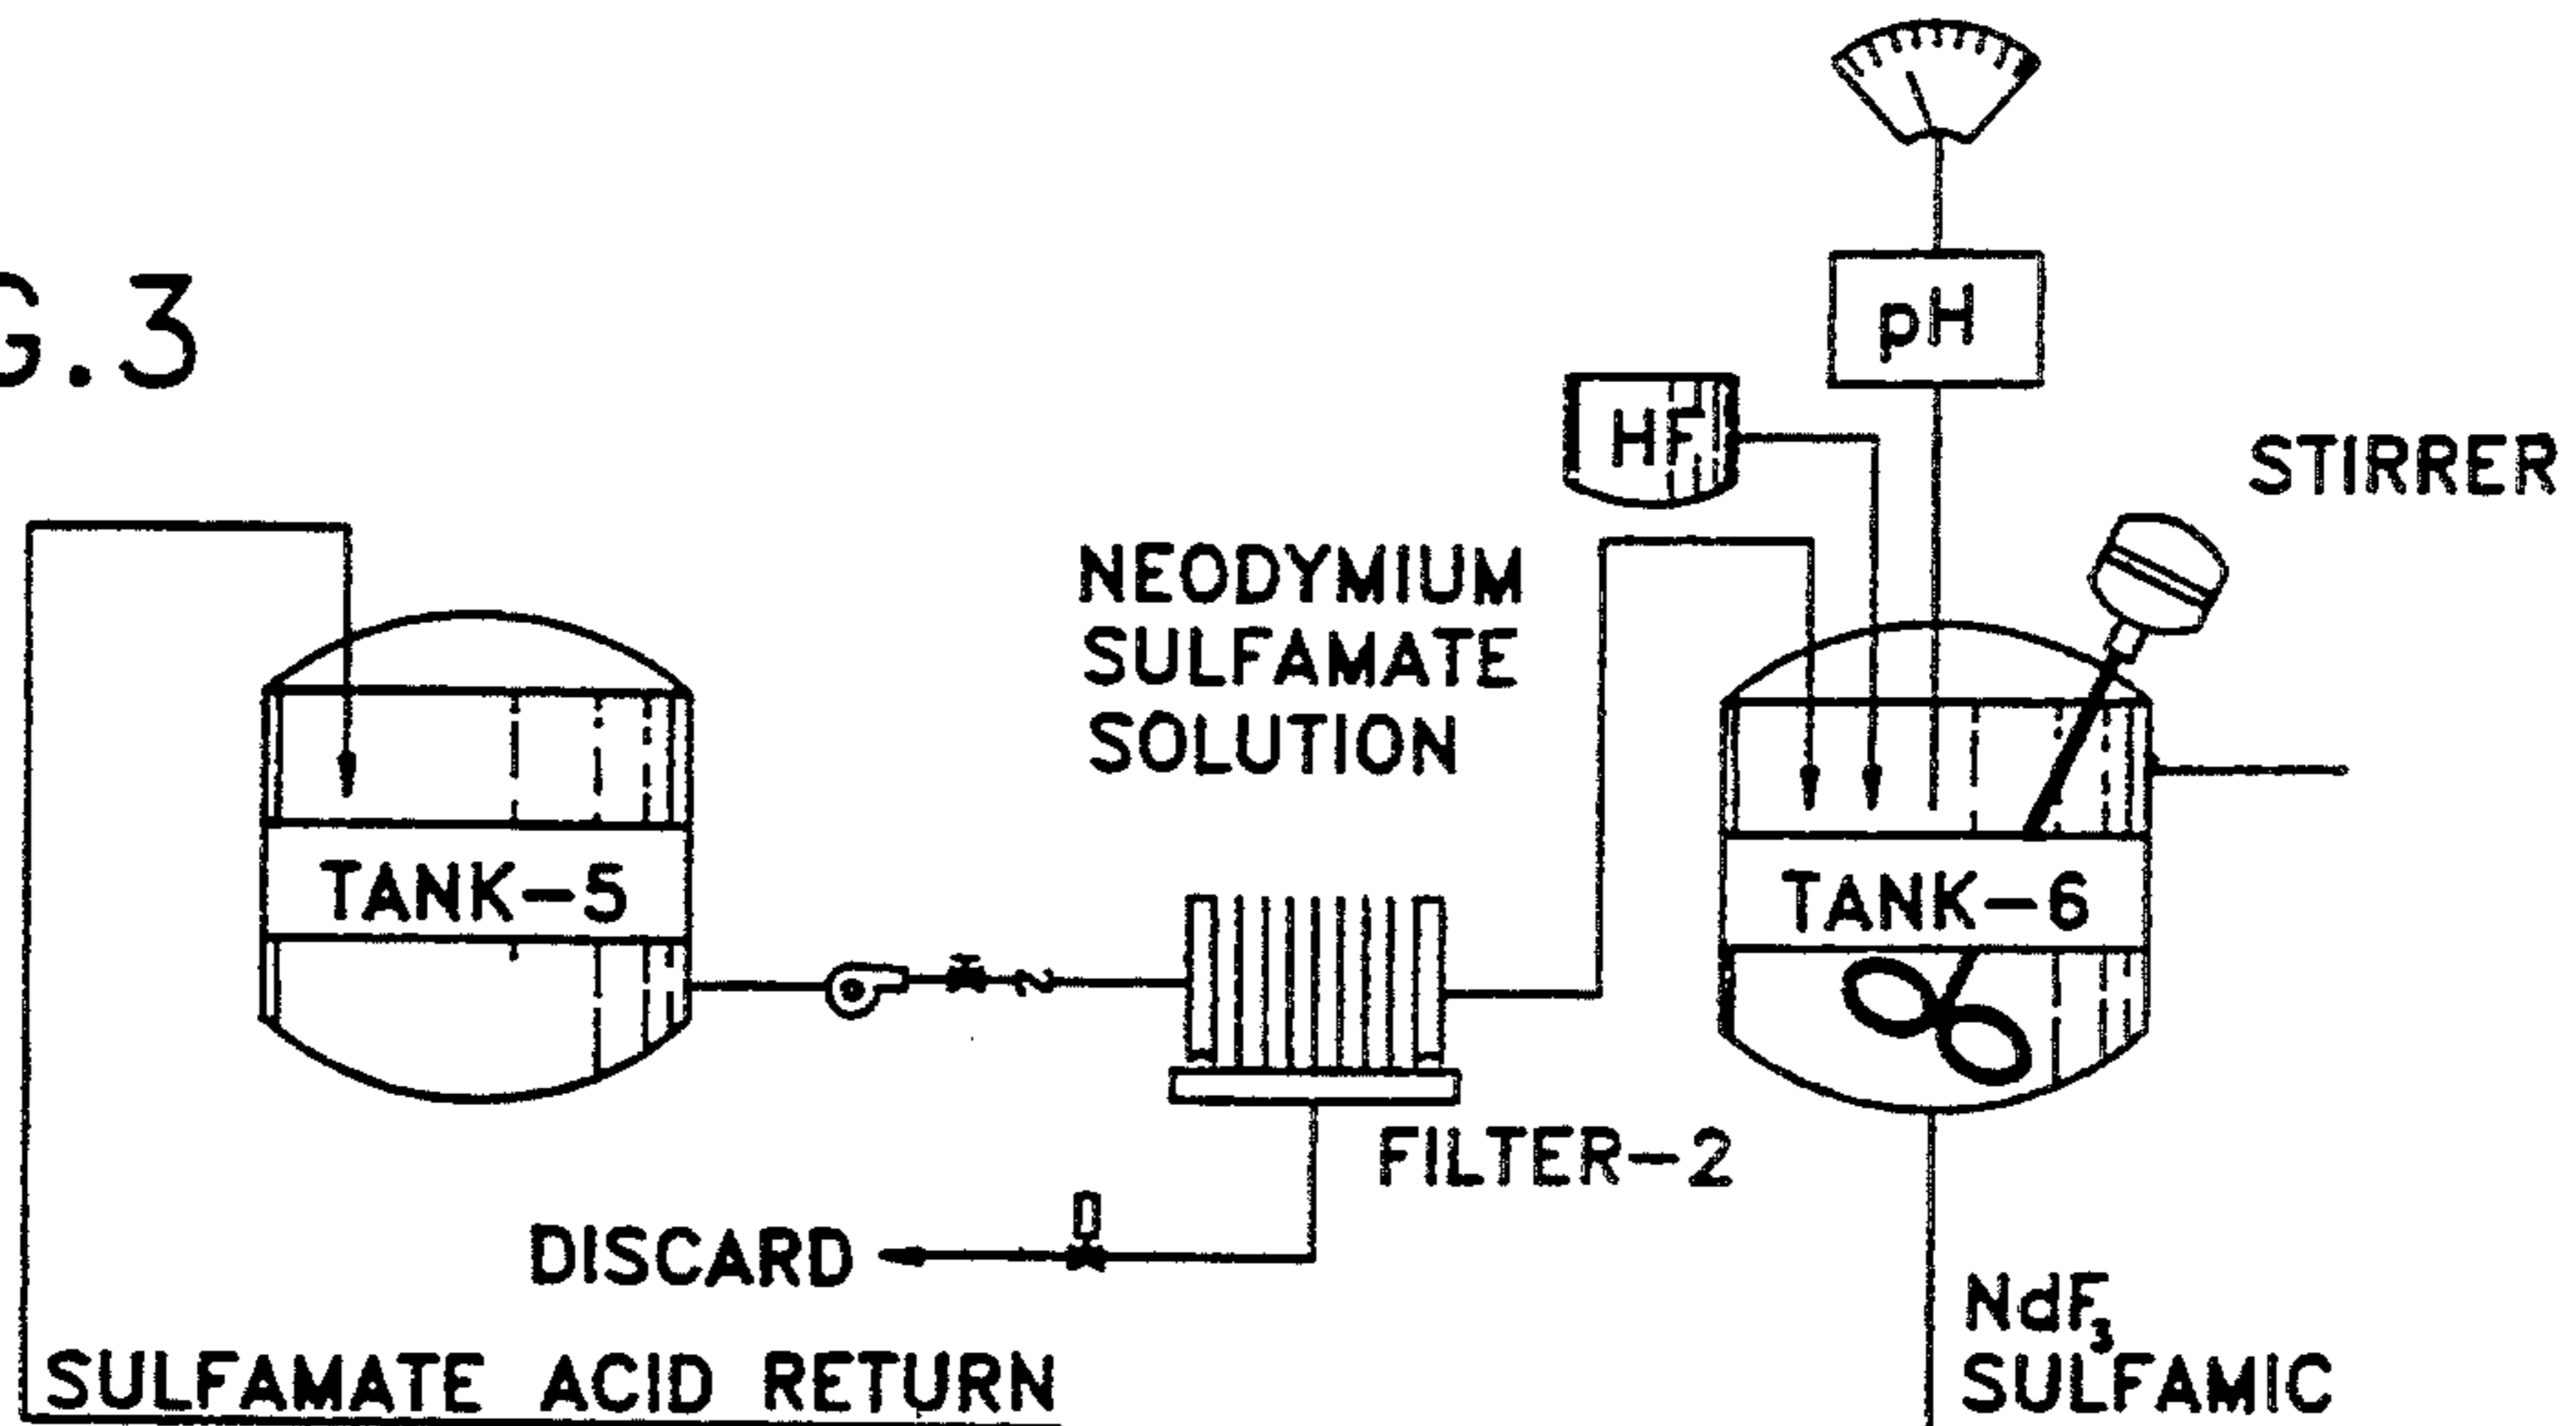 G.3
pH
HF
STIRRER
NEODYMIUM
SULFAMATE
SOLUTION
TANK-5
TANK-6
FILTER-2
DISCARD
NdF₃
SULFAMIC
SULFAMATE ACID RETURN